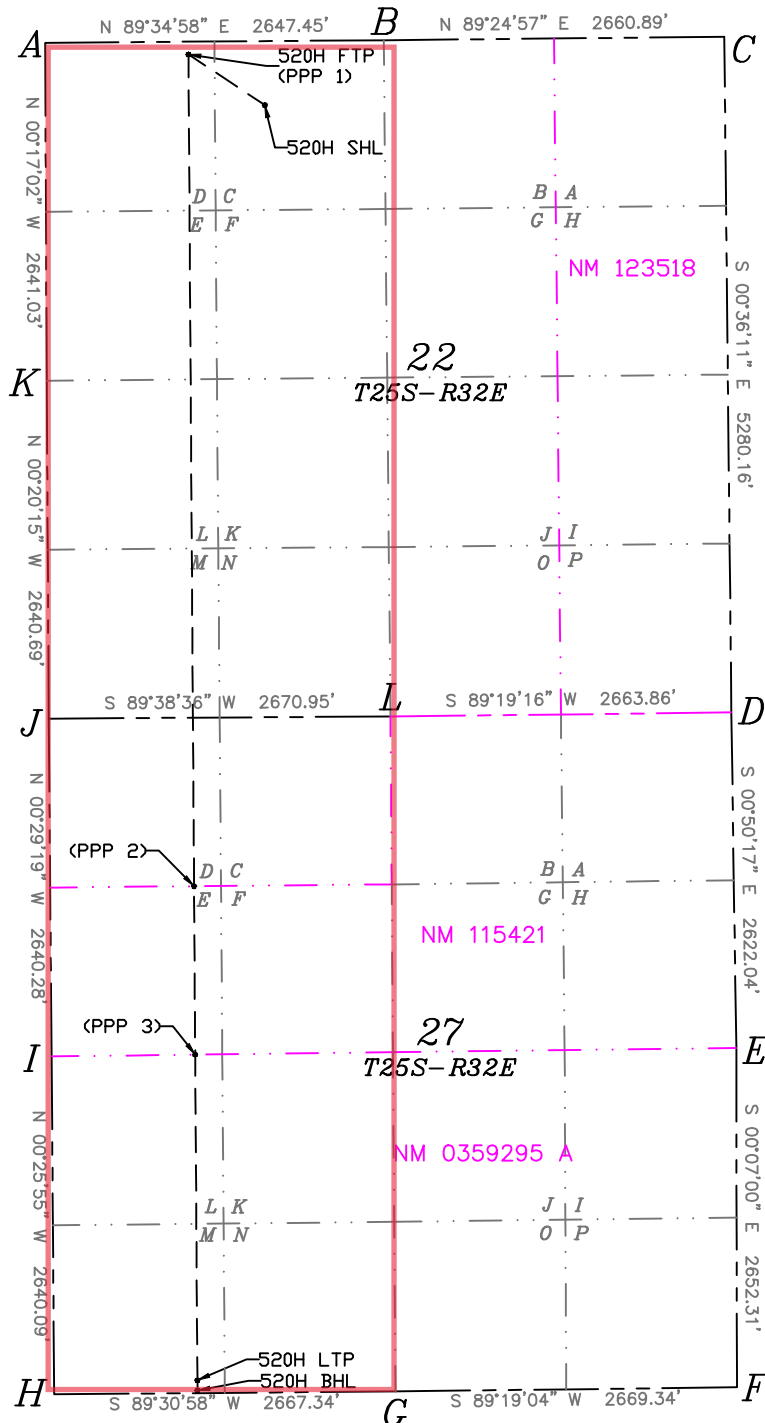 A
N 89°34'58" E 2647.45'
B
N 89°24'57" E 2660.89'
C
520H FTP
(PPP 1)
520H SHL
N 00°17'02" W 2641.03'
D C
E F
B A
G H
NM 123518
S 00°36'11" E 5280.16'
K
22
T25S-R32E
N 00°20'15" W 2640.69'
L K
M N
J I
O P
J
S 89°38'36" W 2670.95'
L
S 89°19'16" W 2663.86'
D
N 00°29'19" W 2640.28'
(PPP 2)
D C
E F
B A
G H
S 00°50'17" E 2622.04'
NM 115421
(PPP 3)
I
27
T25S-R32E
E
N 00°25'55" W 2640.09'
NM 0359295 A
S 00°07'00" E 2652.31'
L K
M N
J I
O P
520H LTP
520H BHL
H
S 89°30'58" W 2667.34'
G
S 89°19'04" W 2669.34'
F